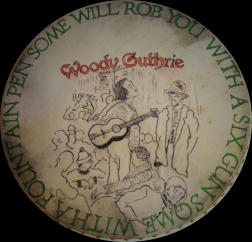 SOME WILL ROB YOU WITH A SIX GUN SOME WITH A FOUNTAIN PEN
Woody Guthrie